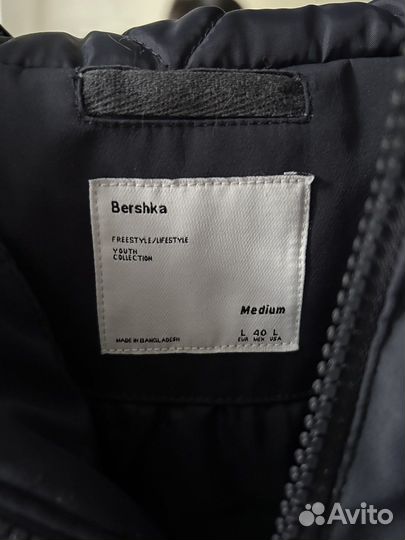 Bershka
FREESTYLE/LIFESTYLE
YOUTH
COLLECTION
Medium
L 40 L
MADE IN BANGLADESH EUR MEX USA
Avito